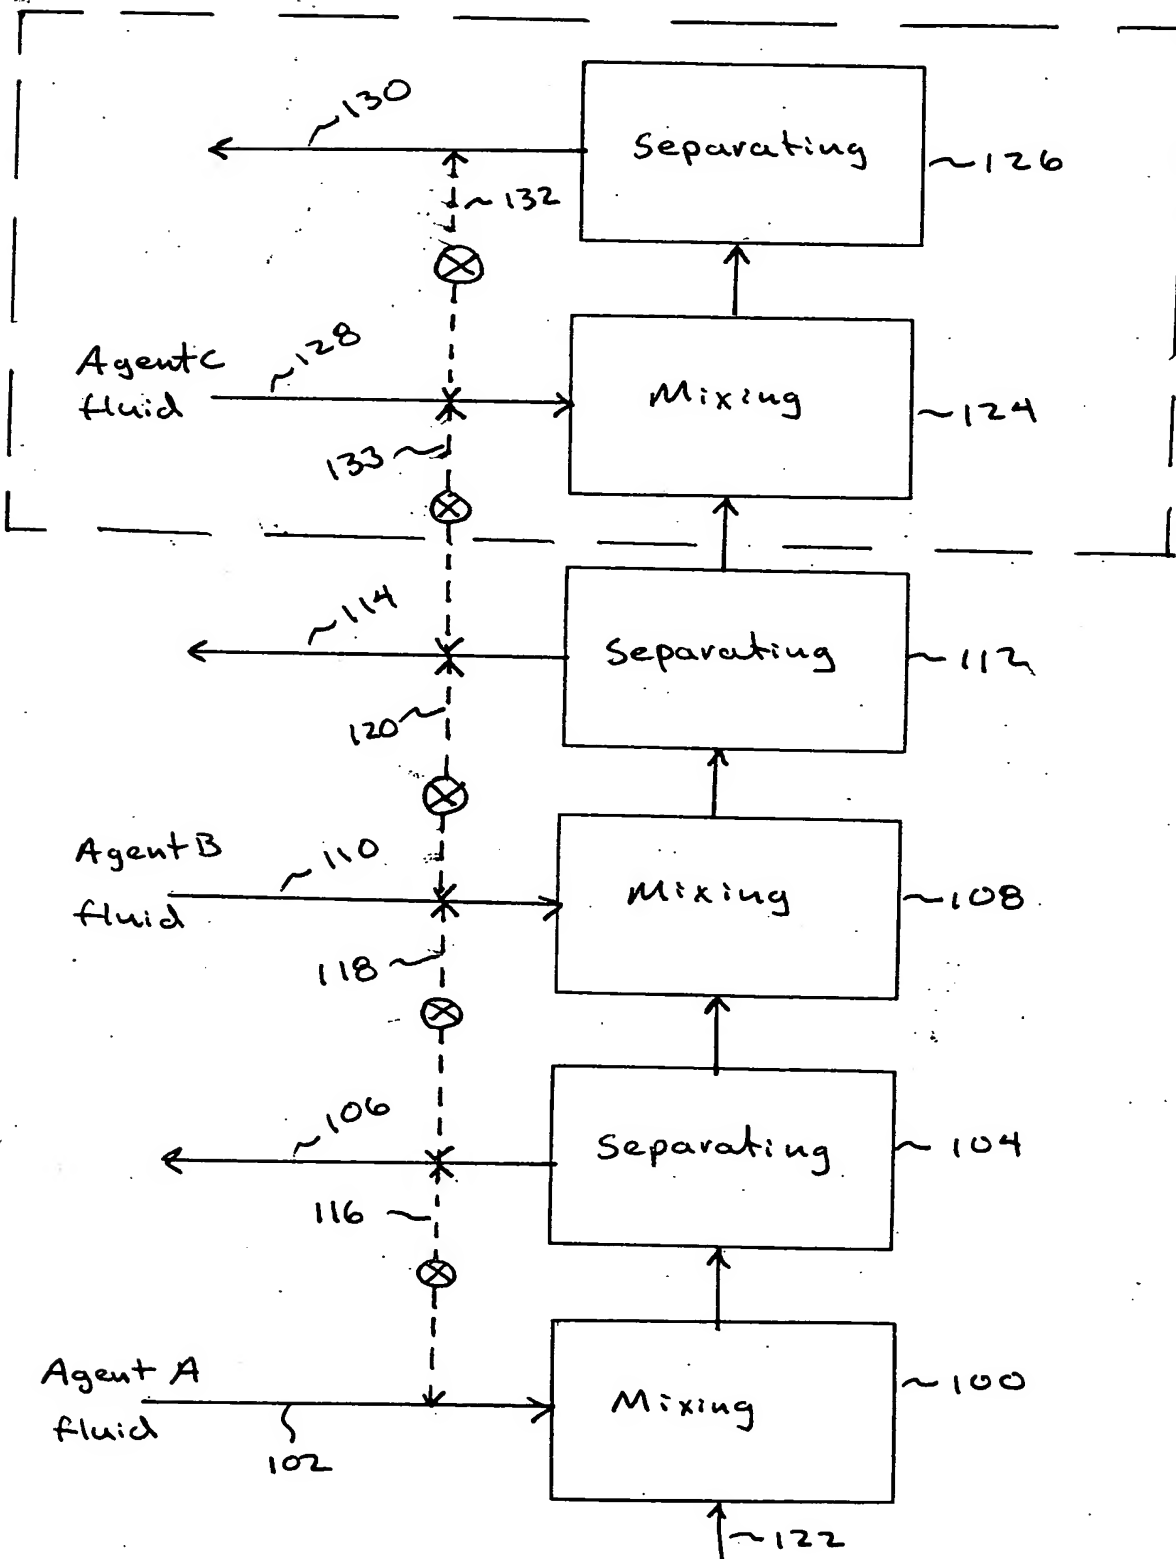 130
Separating
126
132
Agent C
fluid
128
Mixing
124
133
114
Separating
112
120
Agent B
fluid
110
Mixing
108
118
106
Separating
104
116
Agent A
fluid
102
Mixing
100
122